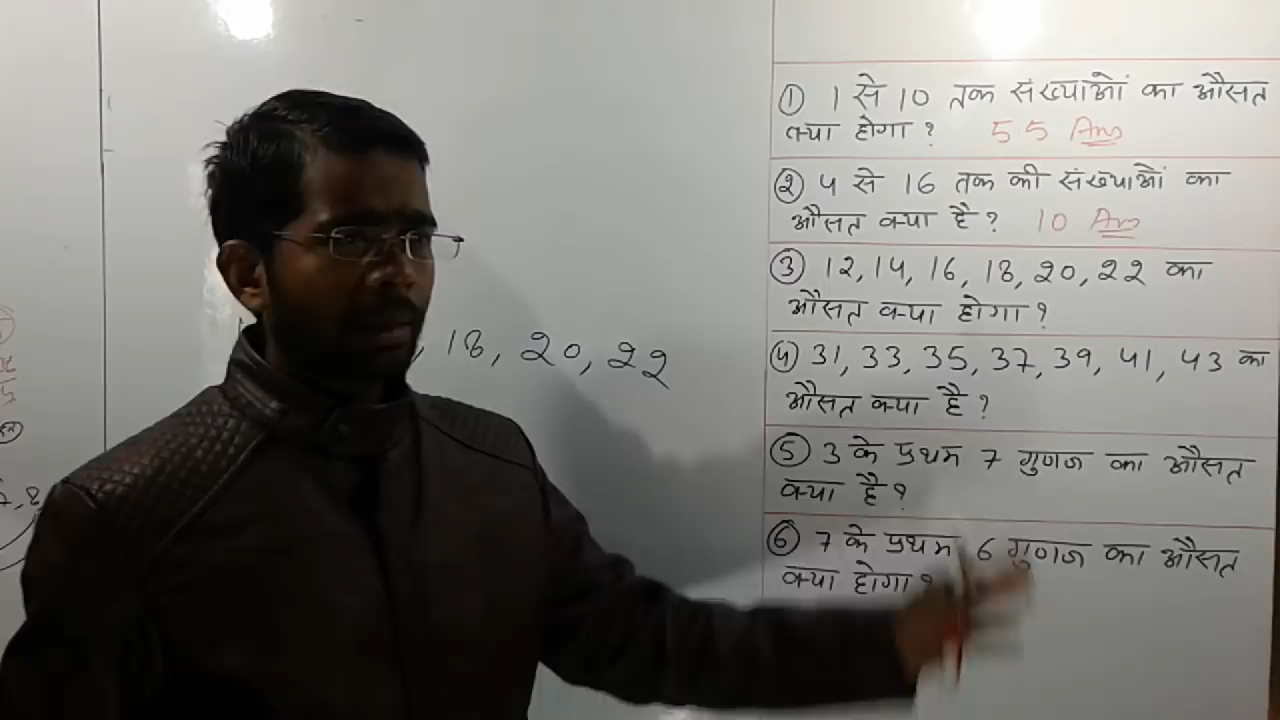 ① 1 से 10 तक संख्याओं का औसत
क्या होगा ? 5 5 Ans
② 4 से 16 तक की संख्याओं का
औसत क्या है ? 10 Ans
③ 12, 14, 16, 18, 20, 22 का
औसत क्या होगा ?
, 18, 20, 22
④ 31, 33, 35, 37, 39, 41, 43 का
औसत क्या है ?
⑤ 3 के प्रथम 7 गुणज का औसत
क्या है ?
⑥ 7 के प्रथम 6 गुणज का औसत
क्या होगा ?